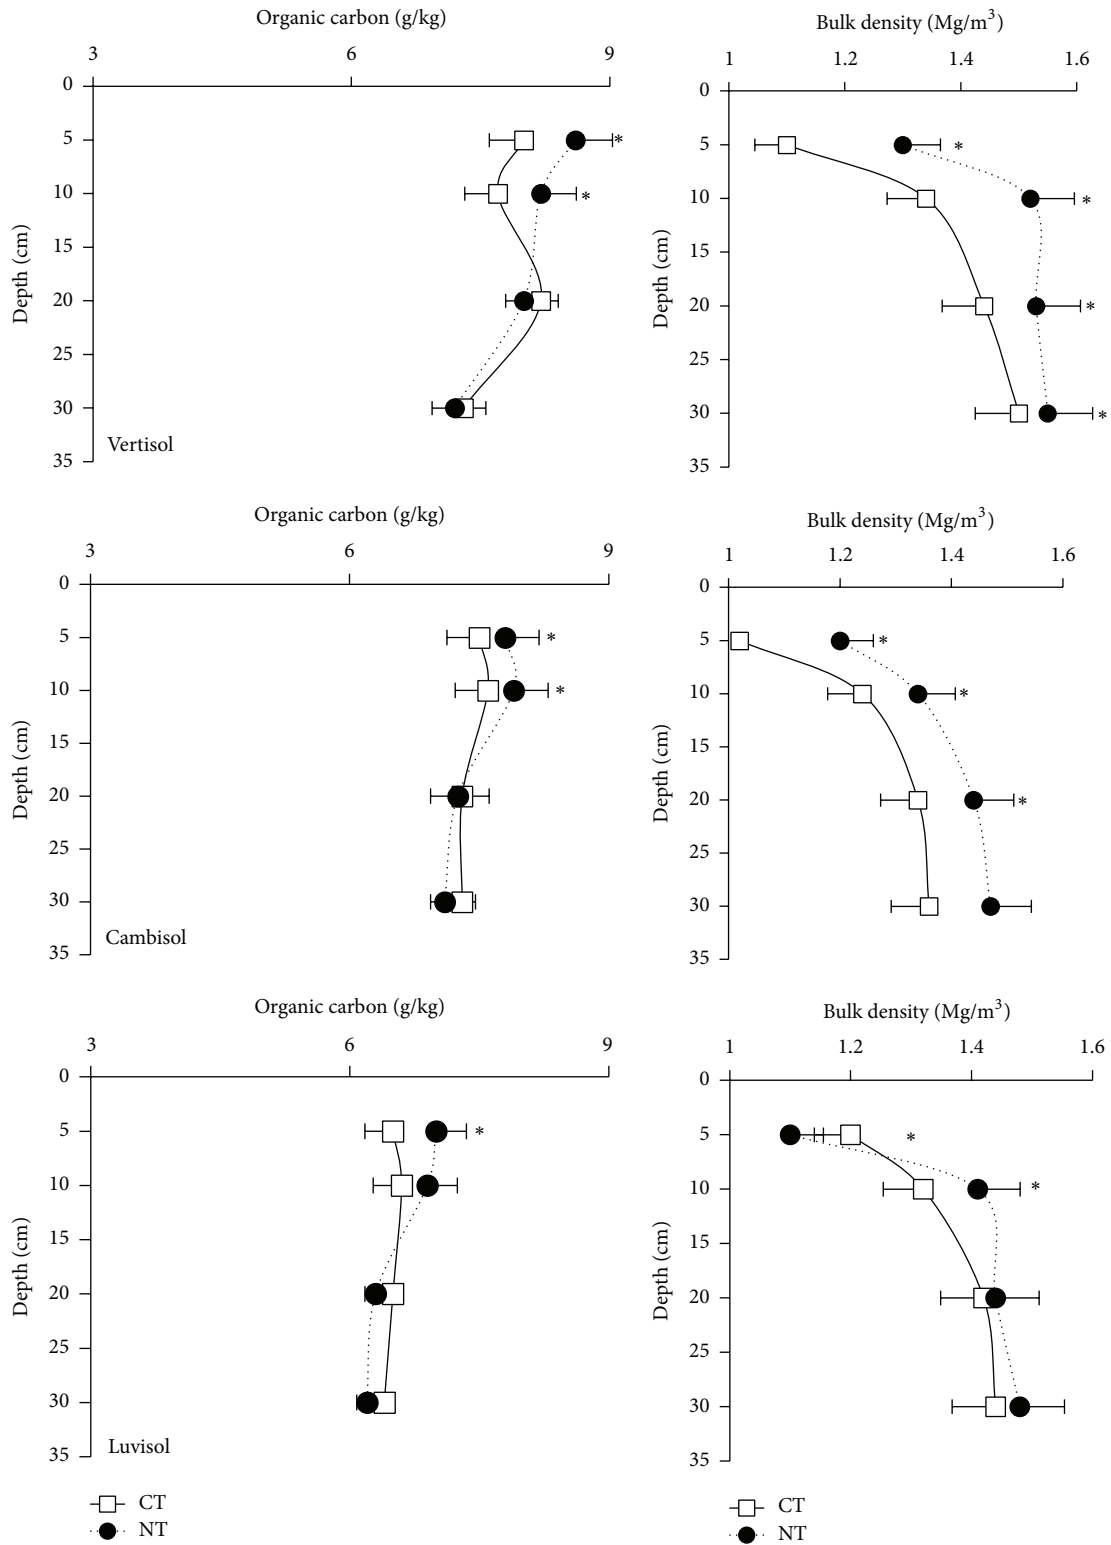 Organic carbon (g/kg)
3 6 9
0
5
*
10
*
15
20
25
30
35
Depth (cm)
Vertisol
Bulk density (Mg/m³)
1 1.2 1.4 1.6
0
5
*
10
*
15
20
*
25
30
*
35
Depth (cm)
Organic carbon (g/kg)
3 6 9
0
5
*
10
*
15
20
25
30
35
Depth (cm)
Cambisol
Bulk density (Mg/m³)
1 1.2 1.4 1.6
0
5
*
10
*
15
20
*
25
30
35
Depth (cm)
Organic carbon (g/kg)
3 6 9
0
5
*
10
15
20
25
30
35
Depth (cm)
Luvisol
CT
NT
Bulk density (Mg/m³)
1 1.2 1.4 1.6
0
5
*
10
*
15
20
25
30
35
Depth (cm)
CT
NT